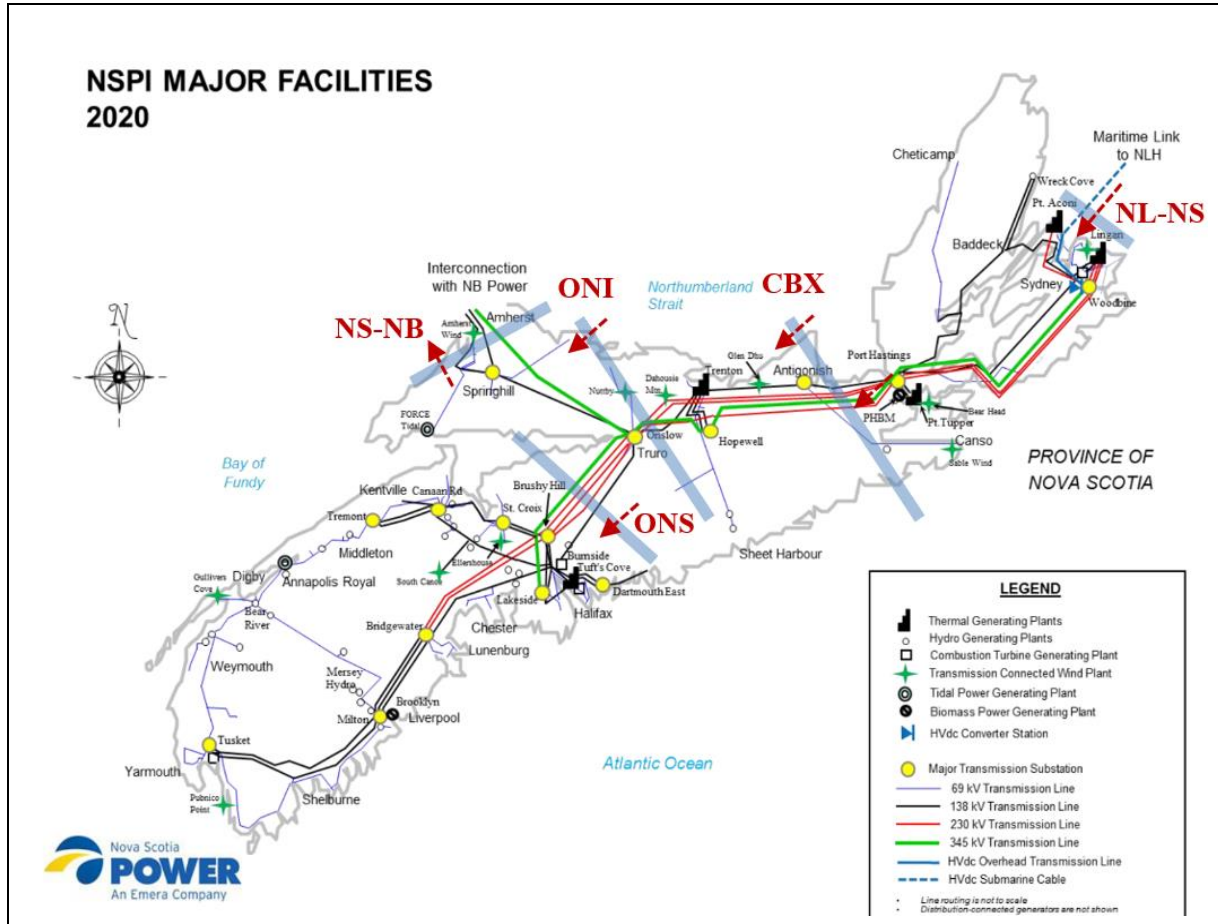 NSPI MAJOR FACILITIES
2020
Maritime Link
to NLH
Cheticamp
Wreck Cove
Pt. Aconi
NL-NS
Lingan
Baddeck
Sydney
Woodbine
Interconnection
with NB Power
ONI
Northumberland
Strait
CBX
NS-NB
Amherst
Amherst
Wind
Springhill
Nuttby
Dahousie
Mtn
Trenton
Glen Dhu
Antigonish
Port Hastings
PHBM
Pt.Tupper
Bear Head
FORCE
Tidal
Onslow
Truro
Hopewell
Canso
Sable Wind
PROVINCE OF
NOVA SCOTIA
N
Bay of
Fundy
Kentville
Canaan Rd
Brushy Hill
St. Croix
ONS
Tremont
Sheet Harbour
Middleton
Ellershouse
Burnside
Tuft's Cove
Gullivers
Cove
Digby
Annapolis Royal
South Canoe
Dartmouth East
Lakeside
Halifax
Bear
River
Chester
Bridgewater
Lunenburg
Weymouth
Mersey
Hydro
Brooklyn
Milton
Liverpool
Tusket
Yarmouth
Shelburne
Pubnico
Point
Atlantic Ocean
LEGEND
Thermal Generating Plants
Hydro Generating Plants
Combustion Turbine Generating Plant
Transmission Connected Wind Plant
Tidal Power Generating Plant
Biomass Power Generating Plant
HVdc Converter Station
Major Transmission Substation
69 kV Transmission Line
138 kV Transmission Line
230 kV Transmission Line
345 kV Transmission Line
HVdc Overhead Transmission Line
HVdc Submarine Cable
• Line routing is not to scale
• Distribution-connected generators are not shown
Nova Scotia
POWER
An Emera Company